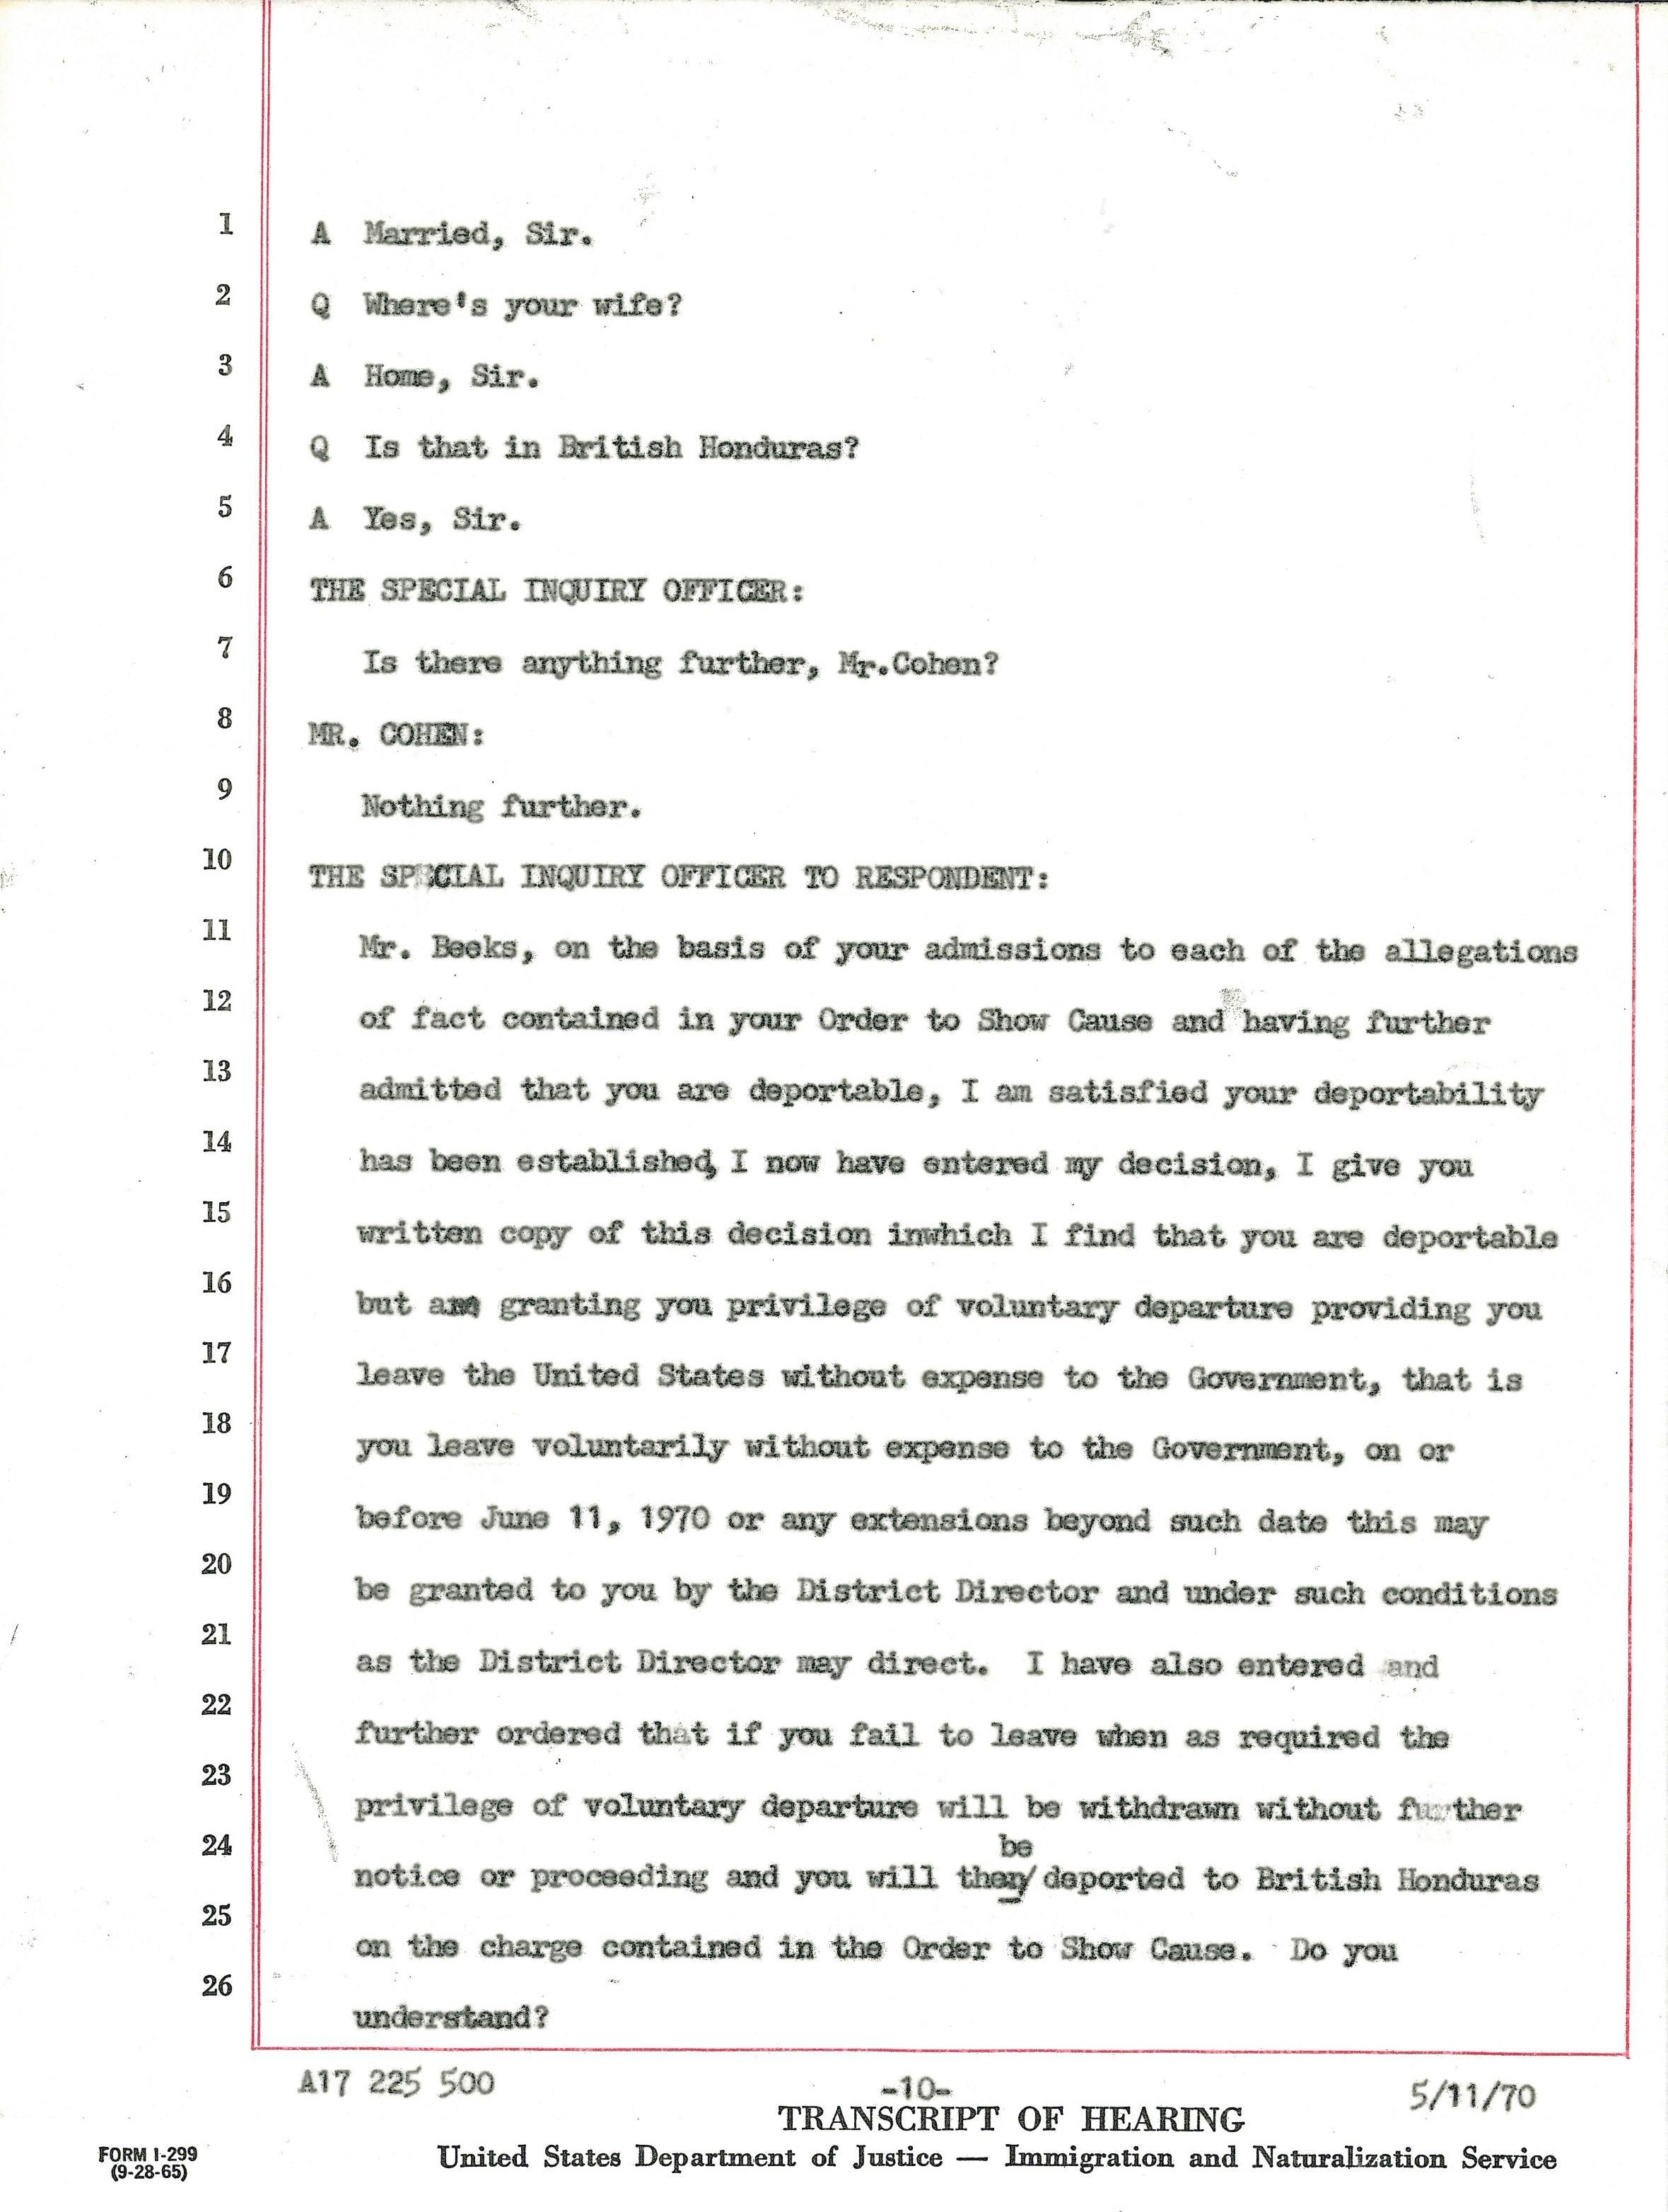 1 A Married, Sir.
2 Q Where's your wife?
3 A Home, Sir.
4 Q Is that in British Honduras?
5 A Yes, Sir.
6 THE SPECIAL INQUIRY OFFICER:
7 Is there anything further, Mr.Cohen?
8 MR. COHEN:
9 Nothing further.
10 THE SPECIAL INQUIRY OFFICER TO RESPONDENT:
11 Mr. Beeks, on the basis of your admissions to each of the allegations
12 of fact contained in your Order to Show Cause and having further
13 admitted that you are deportable, I am satisfied your deportability
14 has been established, I now have entered my decision, I give you
15 written copy of this decision inwhich I find that you are deportable
16 but am granting you privilege of voluntary departure providing you
17 leave the United States without expense to the Government, that is
18 you leave voluntarily without expense to the Government, on or
19 before June 11, 1970 or any extensions beyond such date this may
20 be granted to you by the District Director and under such conditions
21 as the District Director may direct. I have also entered and
22 further ordered that if you fail to leave when as required the
23 privilege of voluntary departure will be withdrawn without further
be
24 notice or proceeding and you will then/ deported to British Honduras
25 on the charge contained in the Order to Show Cause. Do you
26 understand?
A17 225 500 -10- 5/11/70
TRANSCRIPT OF HEARING
FORM I-299 United States Department of Justice — Immigration and Naturalization Service
(9-28-65)